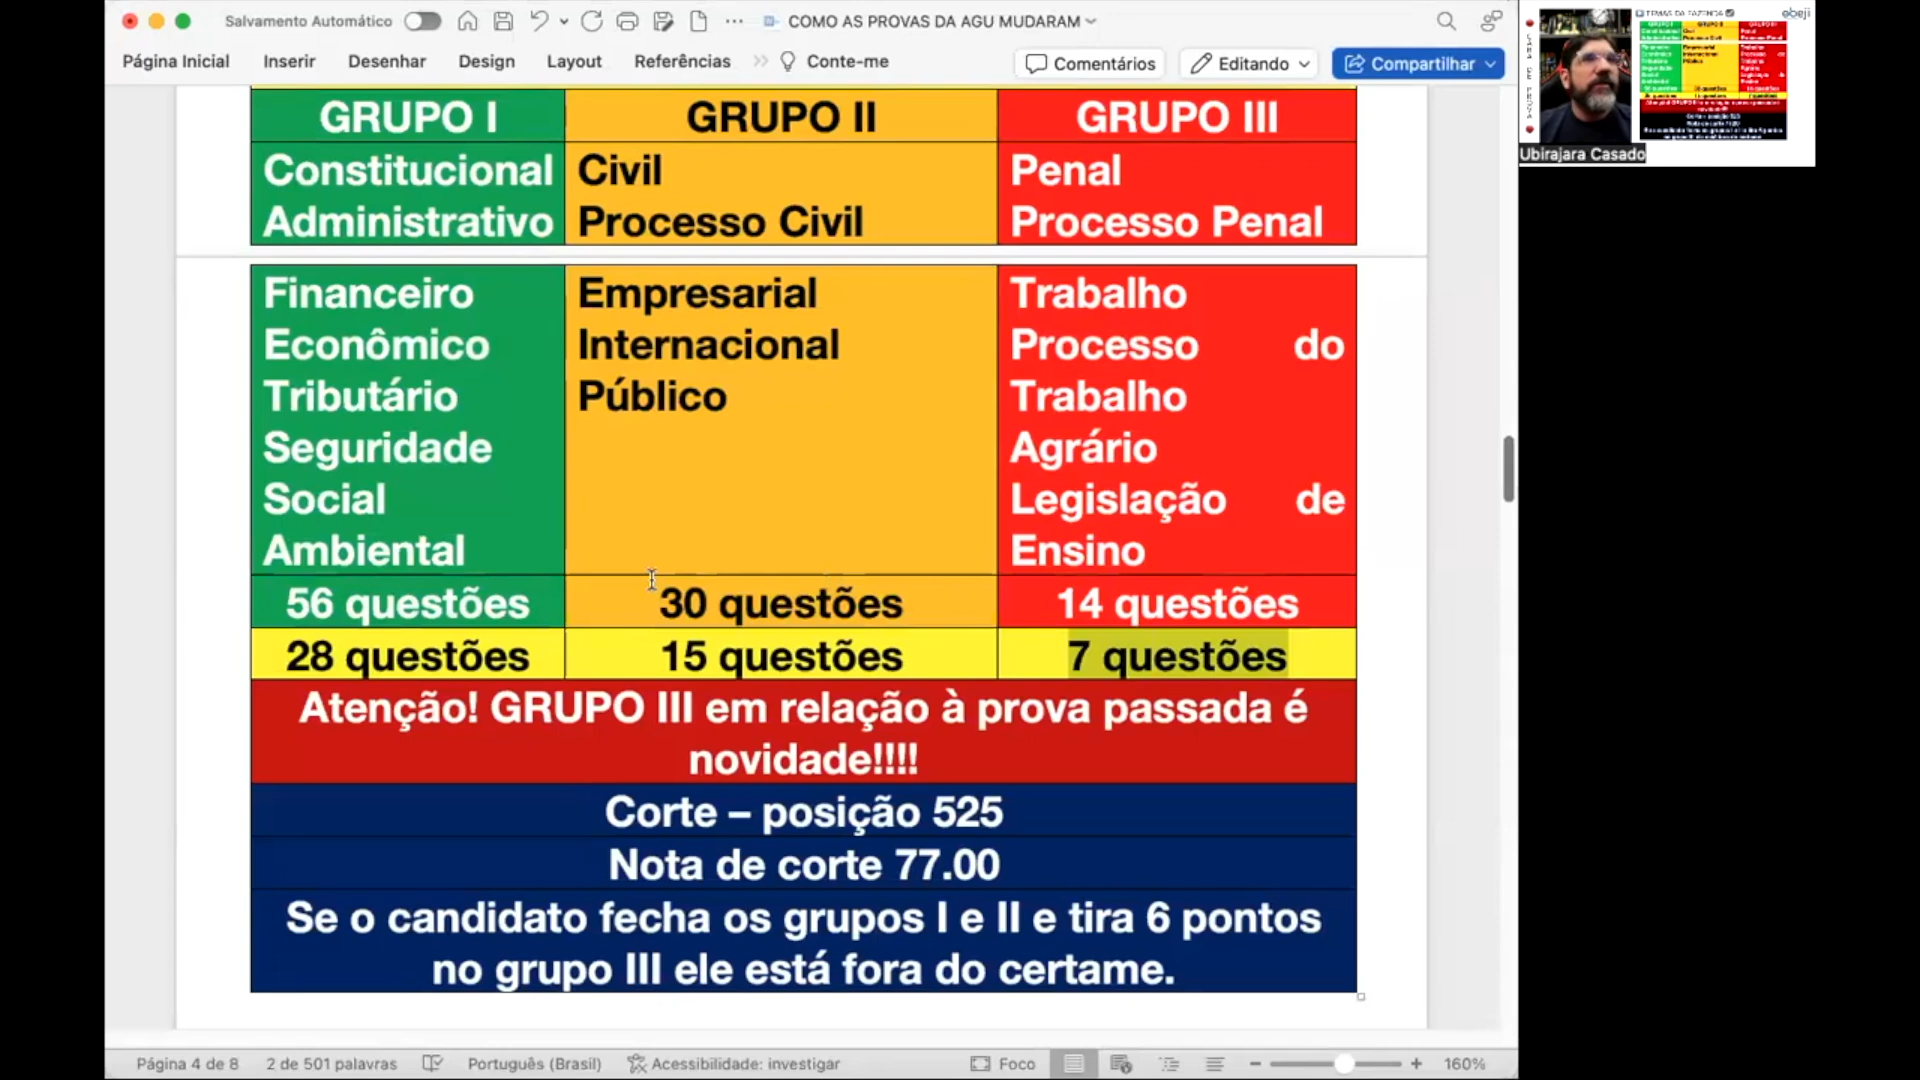 Salvamento Automático
COMO AS PROVAS DA AGU MUDARAM
Página Inicial Inserir Desenhar Design Layout Referências Conte-me Comentários Editando Compartilhar
GRUPO I GRUPO II GRUPO III
Constitucional Civil Penal
Administrativo Processo Civil Processo Penal
Financeiro Empresarial Trabalho
Econômico Internacional Processo do
Tributário Público Trabalho
Seguridade Agrário
Social Legislação de
Ambiental Ensino
56 questões 30 questões 14 questões
28 questões 15 questões 7 questões
Atenção! GRUPO III em relação à prova passada é
novidade!!!!
Corte – posição 525
Nota de corte 77.00
Se o candidato fecha os grupos I e II e tira 6 pontos
no grupo III ele está fora do certame.
Página 4 de 8 2 de 501 palavras Português (Brasil) Acessibilidade: investigar Foco 160%
Ubirajara Casado
ebeji